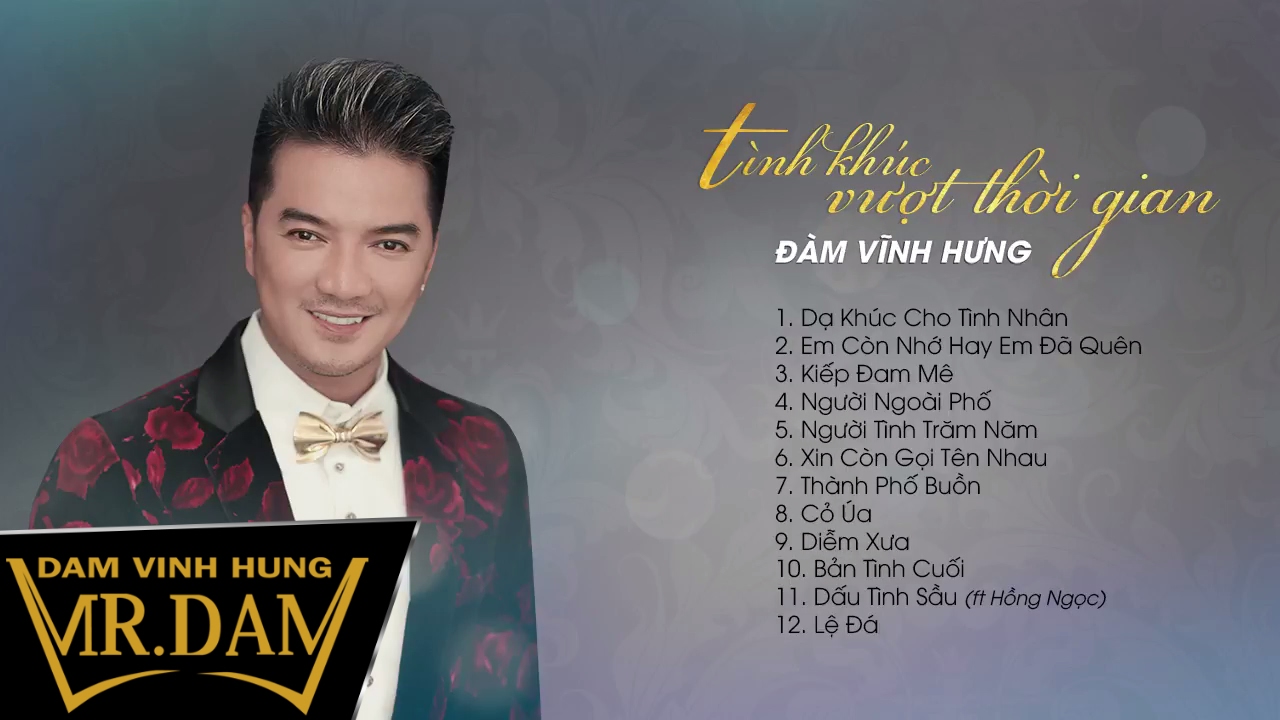 tình khúc
vượt thời gian
ĐÀM VĨNH HƯNG
1. Dạ Khúc Cho Tình Nhân
2. Em Còn Nhớ Hay Em Đã Quên
3. Kiếp Đam Mê
4. Người Ngoài Phố
5. Người Tình Trăm Năm
6. Xin Còn Gọi Tên Nhau
7. Thành Phố Buồn
8. Cỏ Úa
9. Diễm Xưa
10. Bản Tình Cuối
11. Dấu Tình Sầu (ft Hồng Ngọc)
12. Lệ Đá
DAM VINH HUNG
MR.DAM